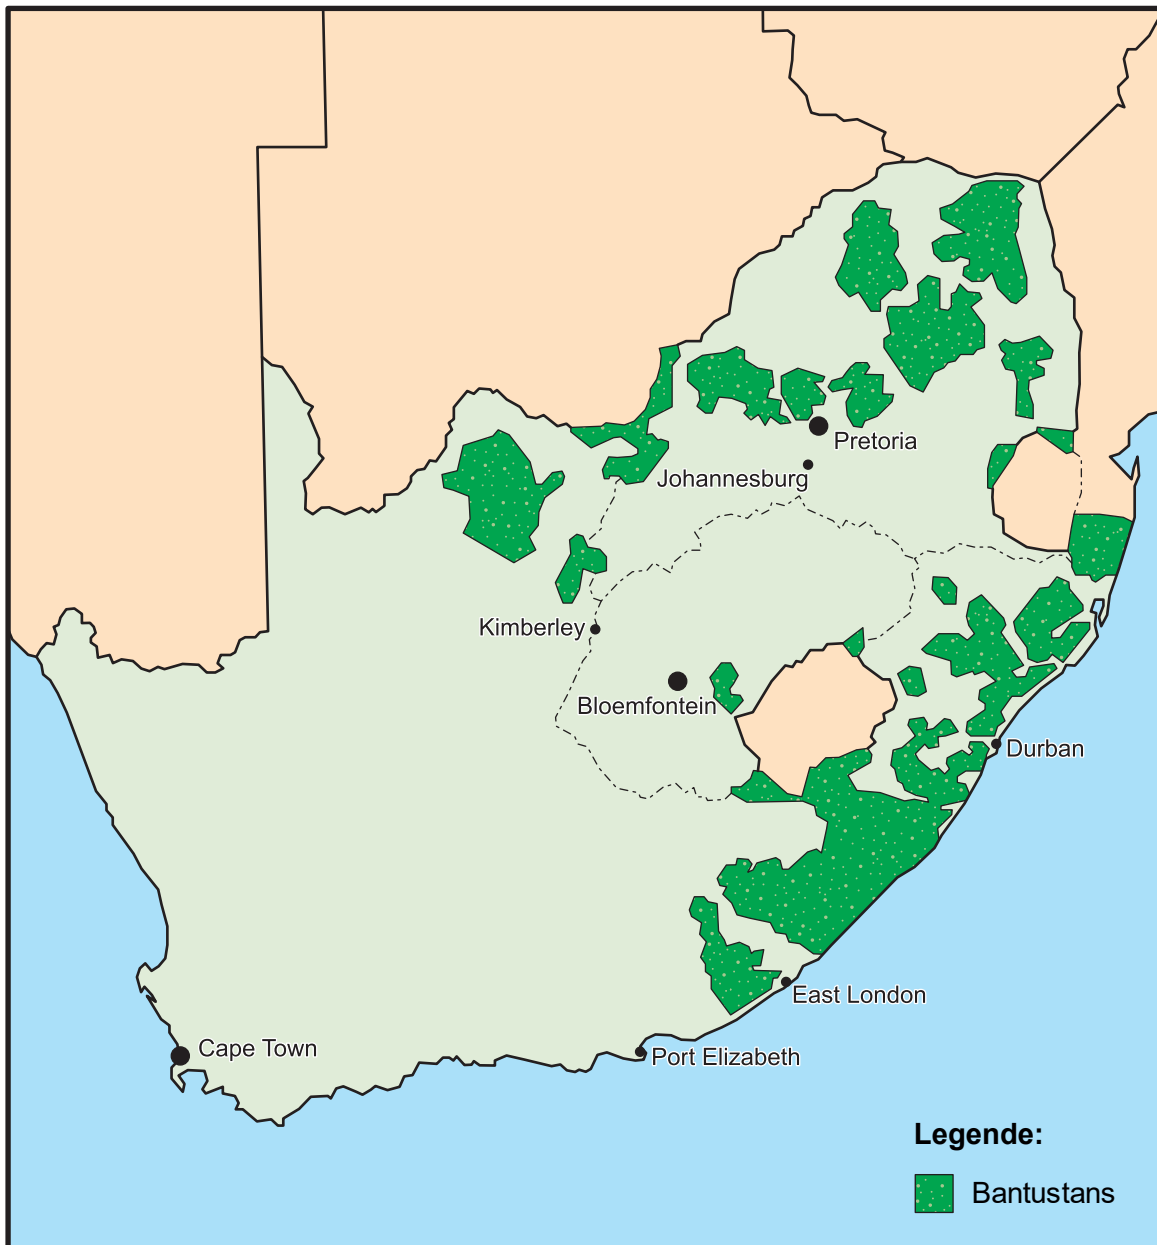 Pretoria
Johannesburg
Kimberley
Bloemfontein
Durban
East London
Cape Town
Port Elizabeth
Legende:
Bantustans